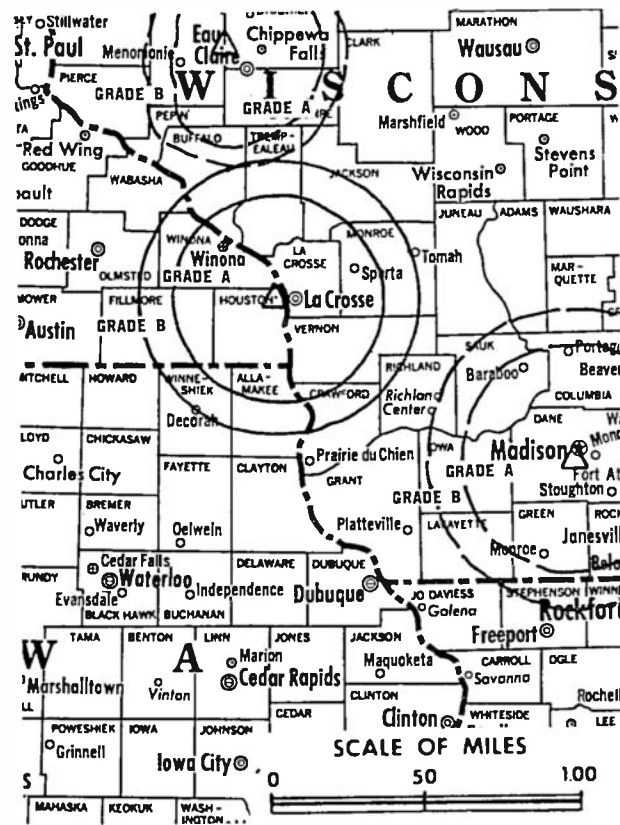 Stillwater
St. Paul
PIERCE
GRADE B
Red Wing
GOODHUE
WABASHA
Menomonie
Eau
Claire
Chippewa
Falls
CLARK
MARATHON
Wausau
W I S C O N S
GRADE A
BUFFALO
JACKSON
Marshfield
WOOD
PORTAGE
Stevens
Point
Wisconsin
Rapids
JUNEAU
ADAMS
WAUSHARA
MAR-
QUETTE
DODGE
Rochester
OLMSTED
WINONA
Winona
GRADE A
LA
CROSSE
MONROE
Sparta
Tomah
MOWER
Austin
FILLMORE
GRADE B
HOUSTON
La Crosse
VERNON
SAUK
Baraboo
Portage
COLUMBIA
RICHLAND
Richland
Center
CRAWFORD
MITCHELL
HOWARD
WINNE-
SHIEK
Decorah
ALLA-
MAKEE
CHICKASAW
Charles City
FAYETTE
CLAYTON
Prairie du Chien
GRANT
IOWA
GRADE A
GRADE B
DANE
Madison
Stoughton
GREEN
ROCK
Janesvil
LAFAYETTE
Monroe
Platteville
BREMER
Waverly
Oelwein
Cedar Falls
Waterloo
Evansdale
BLACK HAWK
Independence
BUCHANAN
DELAWARE
DUBUQUE
Dubuque
JO DAVIESS
Galena
STEPHENSON
Rockford
Freeport
W A
TAMA
BENTON
LINN
JONES
JACKSON
Marion
Cedar Rapids
Marshalltown
Vinton
Maquoketa
CARROLL
Savanna
OGLE
CLINTON
Clinton
WHITESIDE
LEE
CEDAR
POWESHIEK
Grinnell
IOWA
JOHNSON
Iowa City
MAHASKA
KEOKUK
WASH-
INGTON
SCALE OF MILES
0 50 1.00